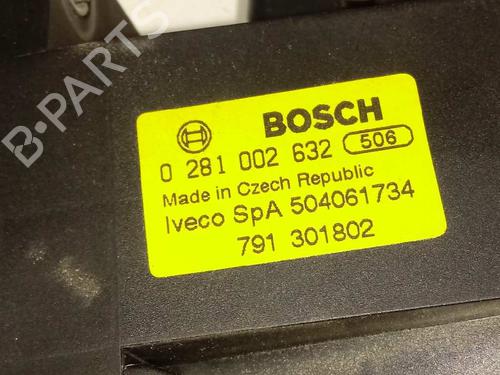 BOSCH
0 281 002 632 506
Made in Czech Republic
Iveco SpA 504061734
791 301802
B-PARTS